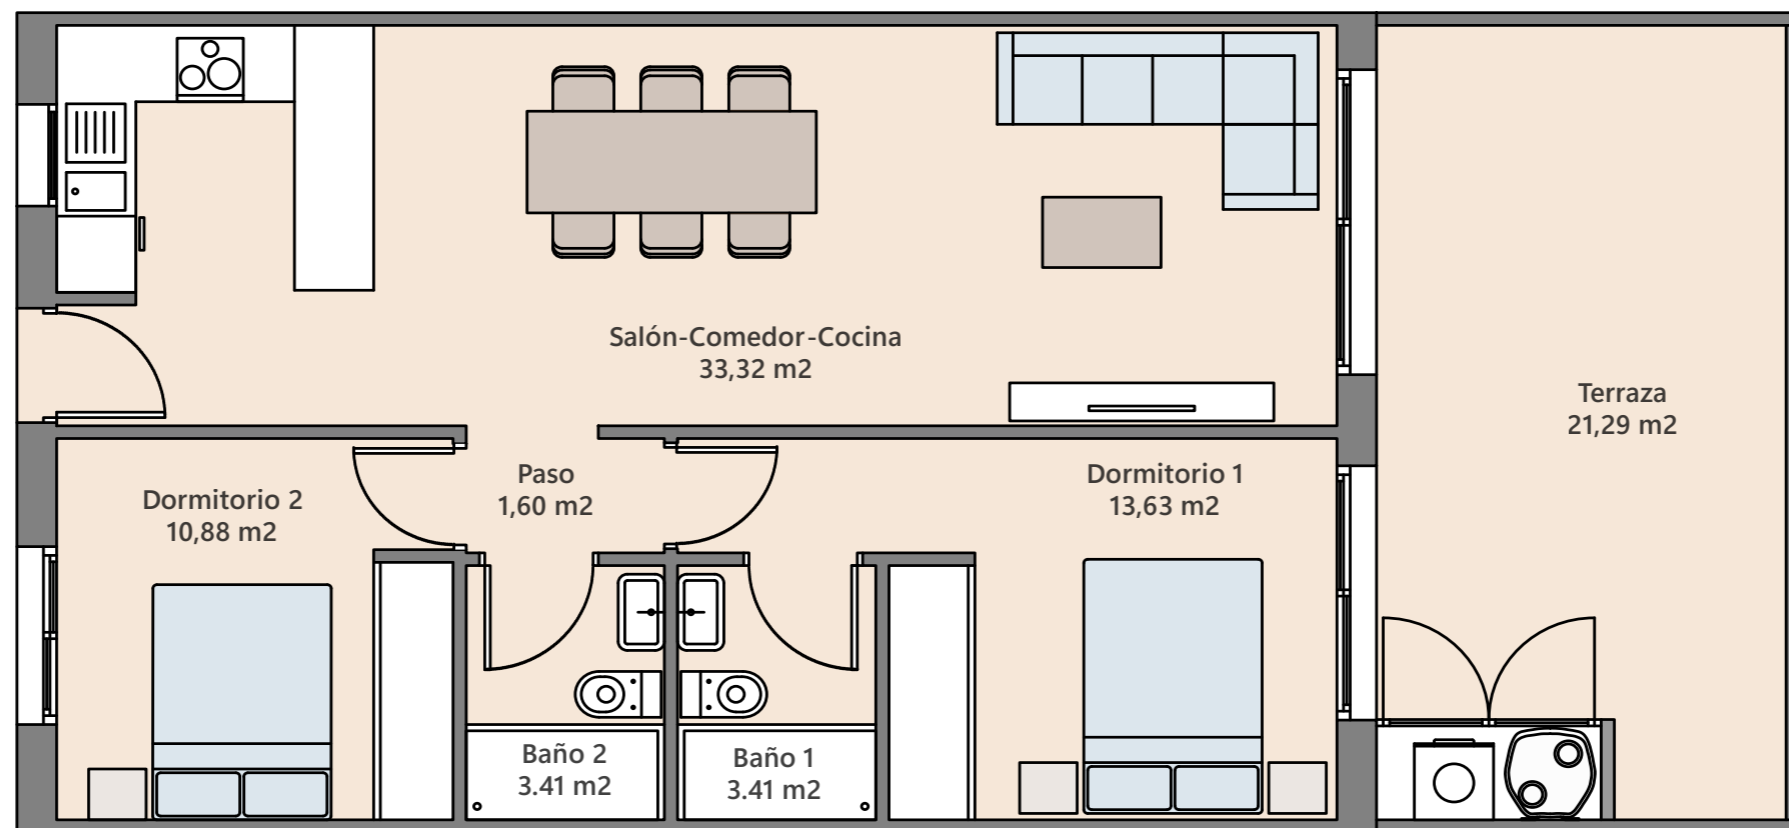 Salón-Comedor-Cocina
33,32 m2
Terraza
21,29 m2
Dormitorio 2
10,88 m2
Paso
1,60 m2
Dormitorio 1
13,63 m2
Baño 2
3.41 m2
Baño 1
3.41 m2